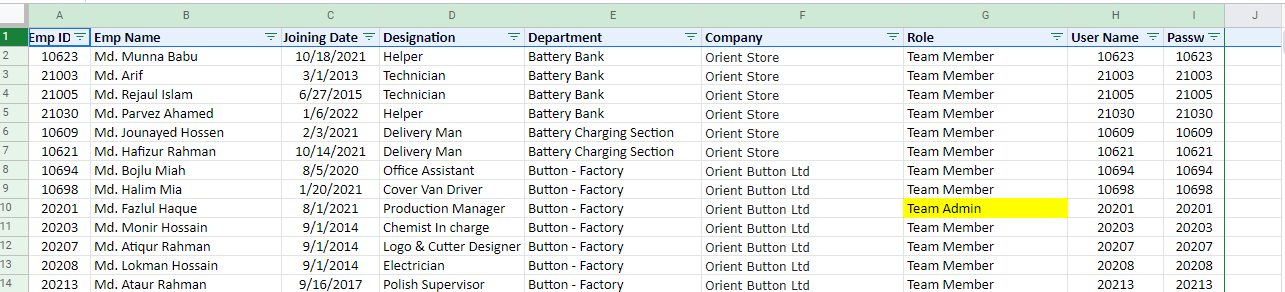 A B C D E F G H I J
1 Emp ID Emp Name Joining Date Designation Department Company Role User Name Passw
2 10623 Md. Munna Babu 10/18/2021 Helper Battery Bank Orient Store Team Member 10623 10623
3 21003 Md. Arif 3/1/2013 Technician Battery Bank Orient Store Team Member 21003 21003
4 21005 Md. Rejaul Islam 6/27/2015 Technician Battery Bank Orient Store Team Member 21005 21005
5 21030 Md. Parvez Ahamed 1/6/2022 Helper Battery Bank Orient Store Team Member 21030 21030
6 10609 Md. Jounayed Hossen 2/3/2021 Delivery Man Battery Charging Section Orient Store Team Member 10609 10609
7 10621 Md. Hafizur Rahman 10/14/2021 Delivery Man Battery Charging Section Orient Store Team Member 10621 10621
8 10694 Md. Bojlu Miah 8/5/2020 Office Assistant Button - Factory Orient Button Ltd Team Member 10694 10694
9 10698 Md. Halim Mia 1/20/2021 Cover Van Driver Button - Factory Orient Button Ltd Team Member 10698 10698
10 20201 Md. Fazlul Haque 8/1/2021 Production Manager Button - Factory Orient Button Ltd Team Admin 20201 20201
11 20203 Md. Monir Hossain 9/1/2014 Chemist In charge Button - Factory Orient Button Ltd Team Member 20203 20203
12 20207 Md. Atiqur Rahman 9/1/2014 Logo & Cutter Designer Button - Factory Orient Button Ltd Team Member 20207 20207
13 20208 Md. Lokman Hossain 9/1/2014 Electrician Button - Factory Orient Button Ltd Team Member 20208 20208
14 20213 Md. Ataur Rahman 9/16/2017 Polish Supervisor Button - Factory Orient Button Ltd Team Member 20213 20213